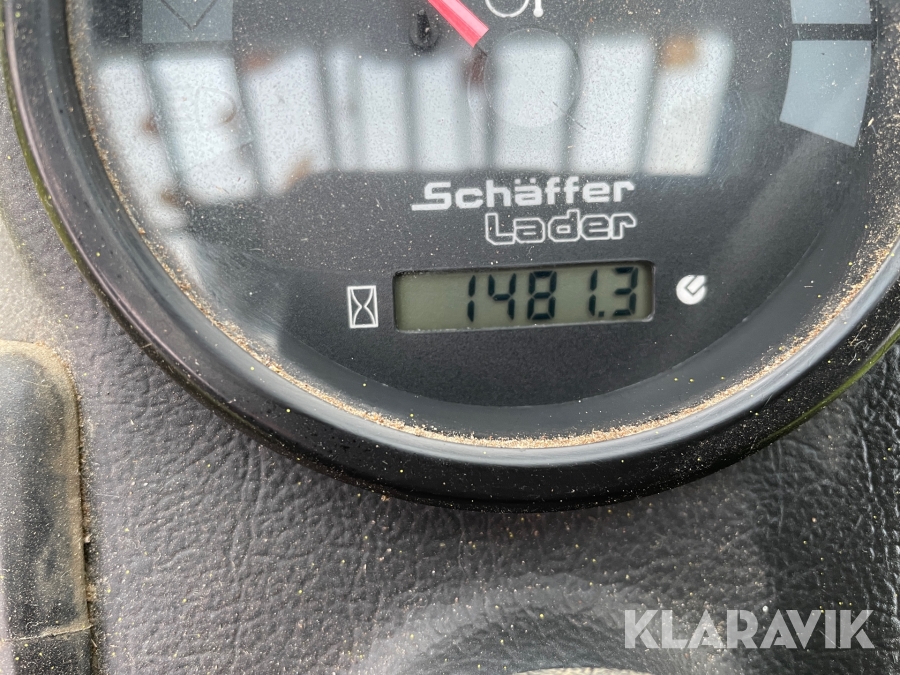 Schäffer
Lader
1481.3
KLARAVIK